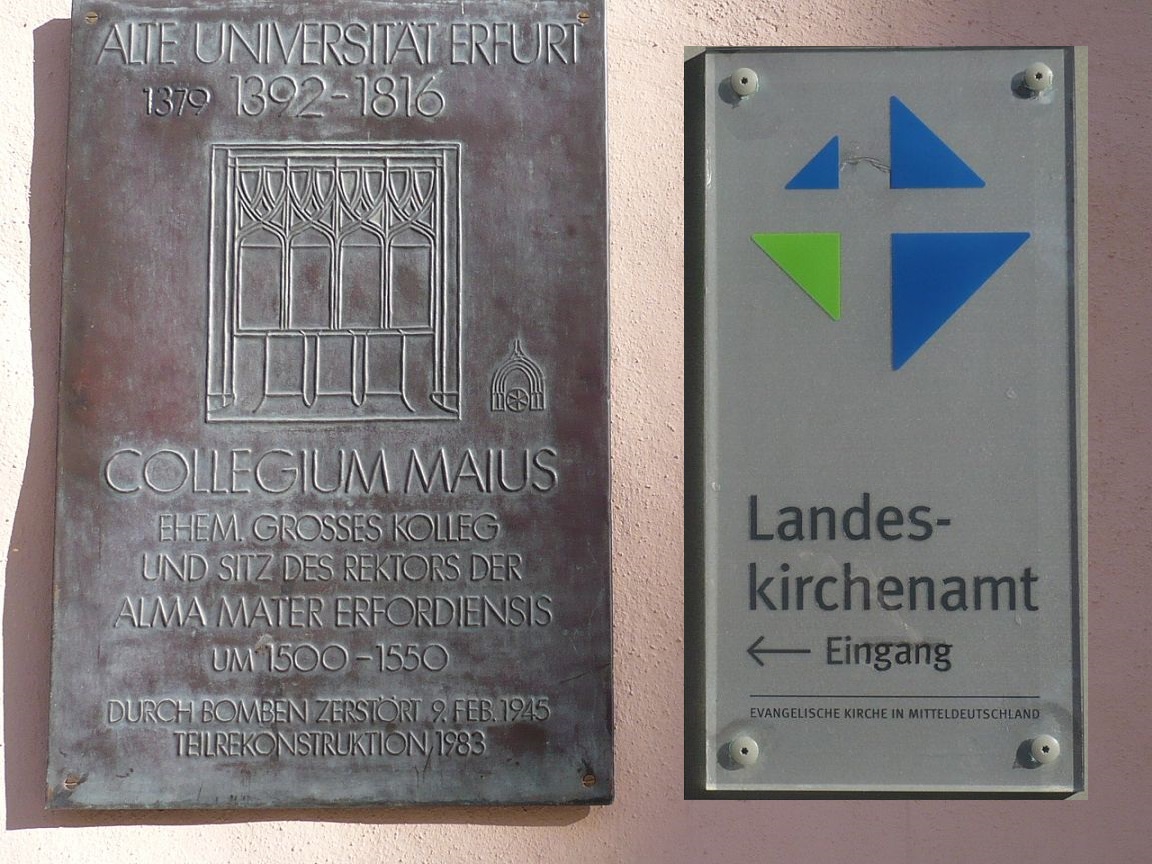 ALTE UNIVERSITÄT ERFURT
1379 1392-1816
COLLEGIUM MAIUS
EHEM. GROSSES KOLLEG
UND SITZ DES REKTORS DER
ALMA MATER ERFORDIENSIS
UM 1500-1550
DURCH BOMBEN ZERSTÖRT 9. FEB. 1945
TEILREKONSTRUKTION 1983
Landes-
kirchenamt
← Eingang
EVANGELISCHE KIRCHE IN MITTELDEUTSCHLAND